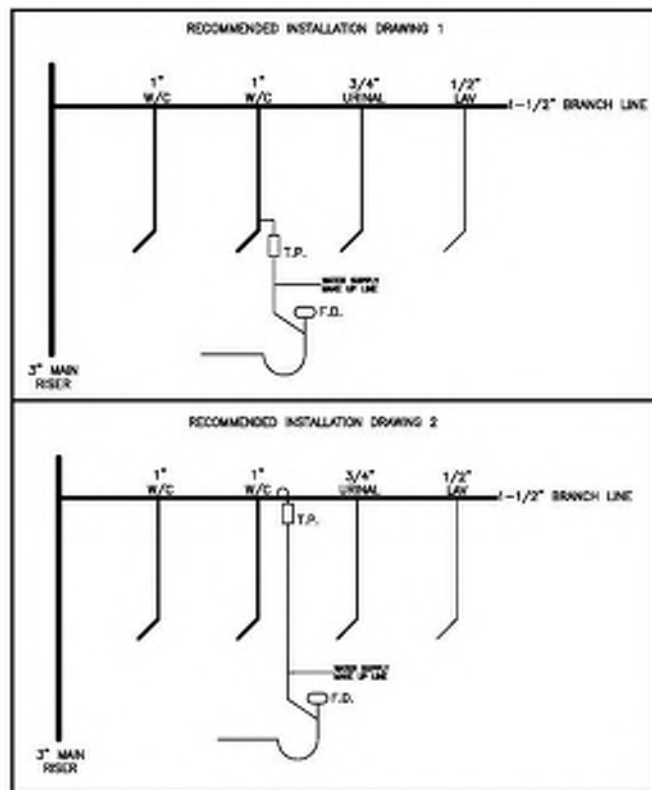 RECOMMENDED INSTALLATION DRAWING 1
1" 1" 3/4" 1/2"
W/C W/C URINAL LAV
1-1/2" BRANCH LINE
T.P.
WATER SUPPLY
MAKE UP LINE
F.D.
3" MAIN
RISER
RECOMMENDED INSTALLATION DRAWING 2
1" 1" 3/4" 1/2"
W/C W/C URINAL LAV
1-1/2" BRANCH LINE
T.P.
WATER SUPPLY
MAKE UP LINE
F.D.
3" MAIN
RISER